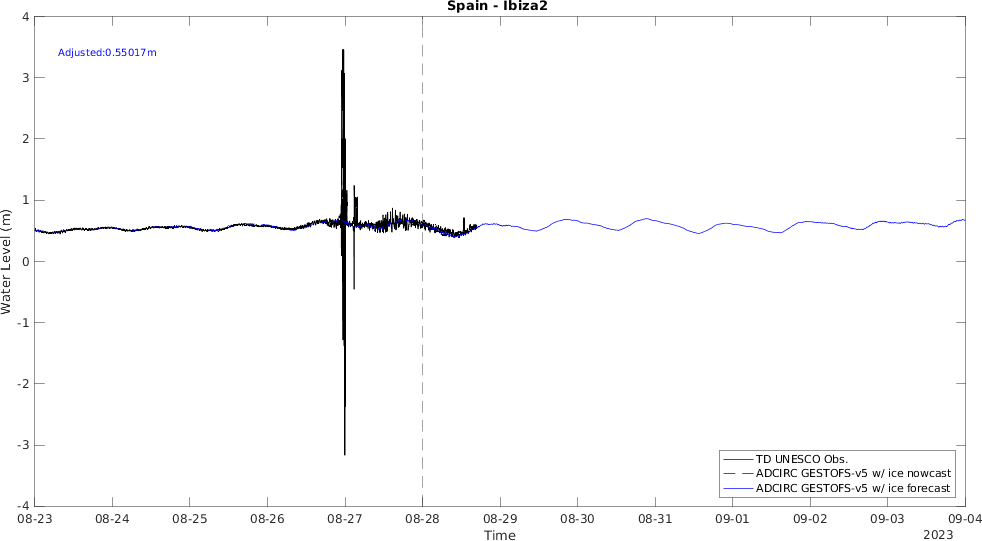 Spain - Ibiza2
Adjusted:0.55017m
Water Level (m)
4
3
2
1
0
-1
-2
-3
-4
TD UNESCO Obs.
ADCIRC GESTOFS-v5 w/ ice nowcast
ADCIRC GESTOFS-v5 w/ ice forecast
08-23 08-24 08-25 08-26 08-27 08-28 08-29 08-30 08-31 09-01 09-02 09-03 09-04
Time
2023